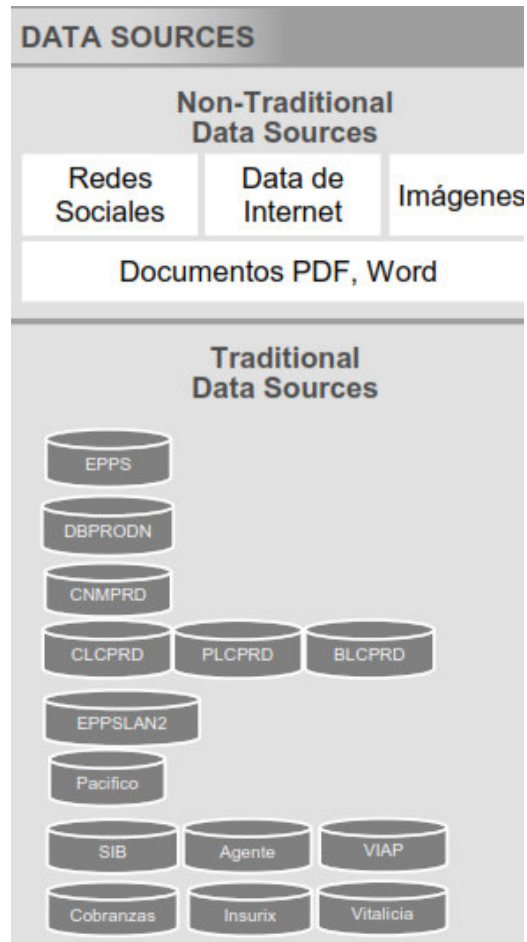 DATA SOURCES
Non-Traditional
Data Sources
Redes
Sociales
Data de
Internet
Imágenes
Documentos PDF, Word
Traditional
Data Sources
EPPS
DBPRODN
CNMPRD
CLCPRD PLCPRD BLCPRD
EPPSLAN2
Pacifico
SIB Agente VIAP
Cobranzas Insurix Vitalicia